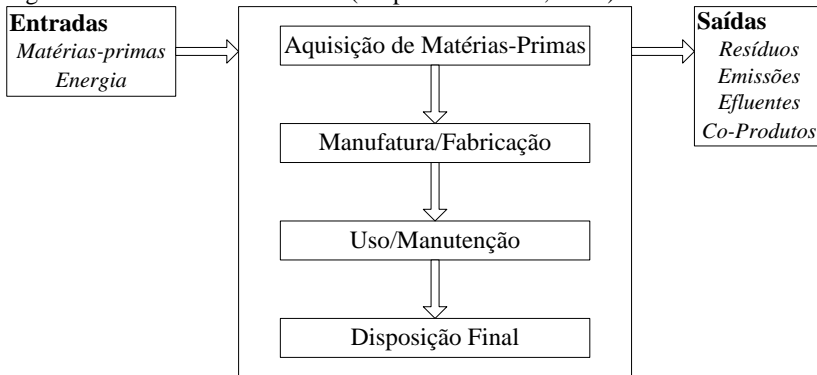 Entradas
Matérias-primas
Energia
Aquisição de Matérias-Primas
Manufatura/Fabricação
Uso/Manutenção
Disposição Final
Saídas
Resíduos
Emissões
Efluentes
Co-Produtos